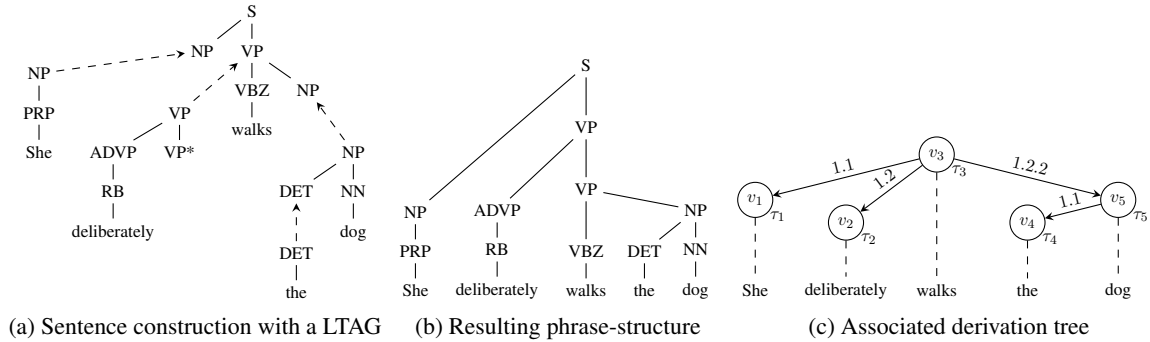 S
NP VP
NP
VBZ NP
PRP VP
walks
She ADVP VP* NP
RB DET NN
deliberately dog
DET
the
(a) Sentence construction with a LTAG
S
VP
VP
NP ADVP NP
PRP RB VBZ DET NN
She deliberately walks the dog
(b) Resulting phrase-structure
v3 τ3
1.1 1.2 1.2.2
v1 τ1 v2 τ2 1.1 v4 τ4 v5 τ5
She deliberately walks the dog
(c) Associated derivation tree